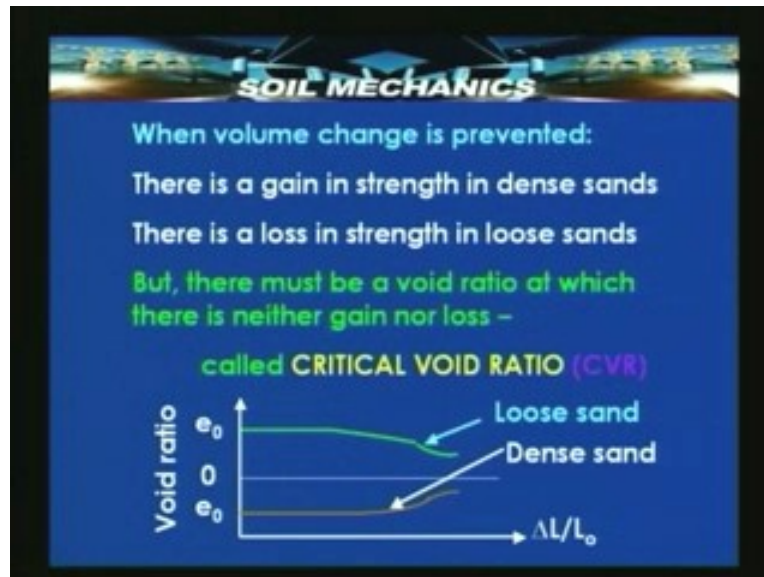 SOIL MECHANICS
When volume change is prevented:
There is a gain in strength in dense sands
There is a loss in strength in loose sands
But, there must be a void ratio at which
there is neither gain nor loss –
called CRITICAL VOID RATIO (CVR)
Void ratio
e₀
0
e₀
Loose sand
Dense sand
ΔL/Lₒ